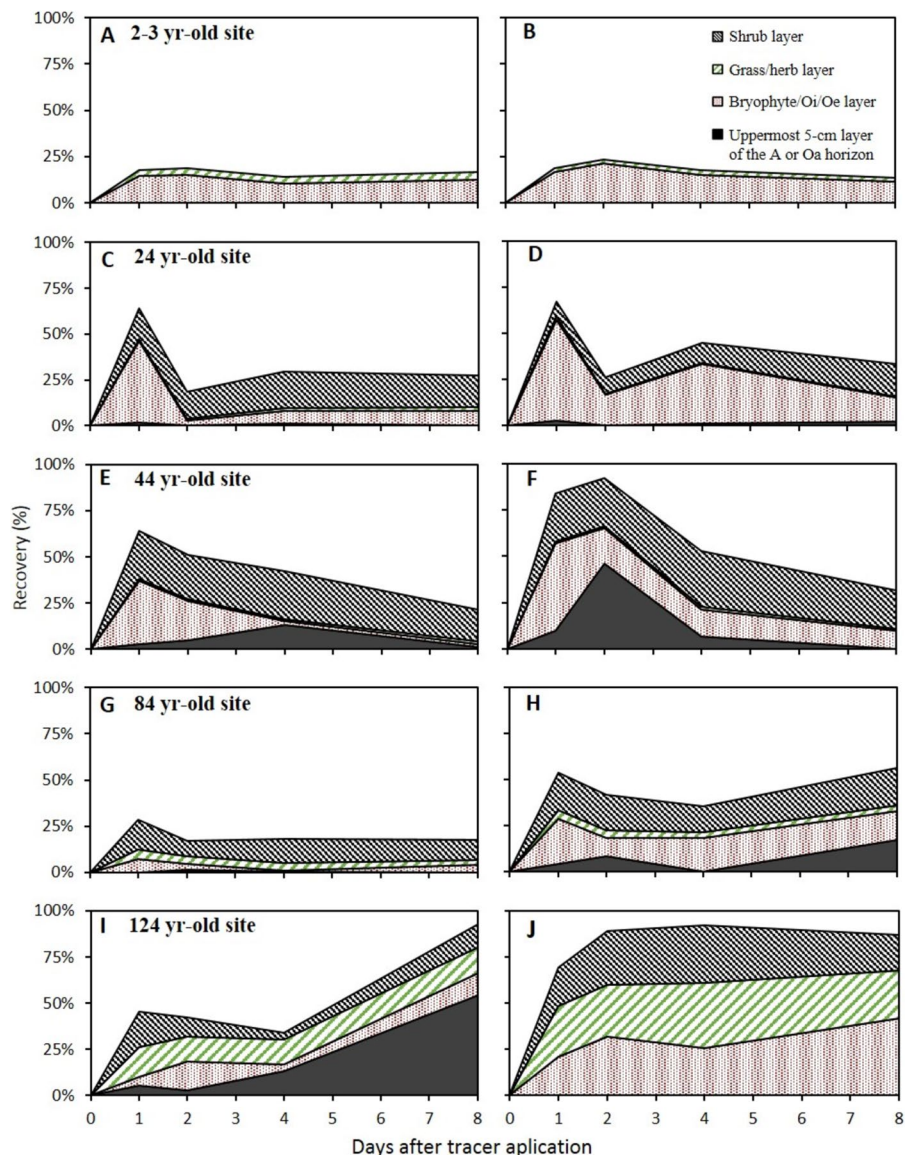 A 2-3 yr-old site
B
Shrub layer
Grass/herb layer
Bryophyte/Oi/Oe layer
Uppermost 5-cm layer
of the A or Oa horizon
100%
75%
50%
25%
0%
C 24 yr-old site
D
100%
75%
50%
25%
0%
E 44 yr-old site
F
100%
75%
50%
25%
0%
Recovery (%)
G 84 yr-old site
H
100%
75%
50%
25%
0%
I 124 yr-old site
J
100%
75%
50%
25%
0%
0 1 2 3 4 5 6 7 8
0 1 2 3 4 5 6 7 8
Days after tracer aplication